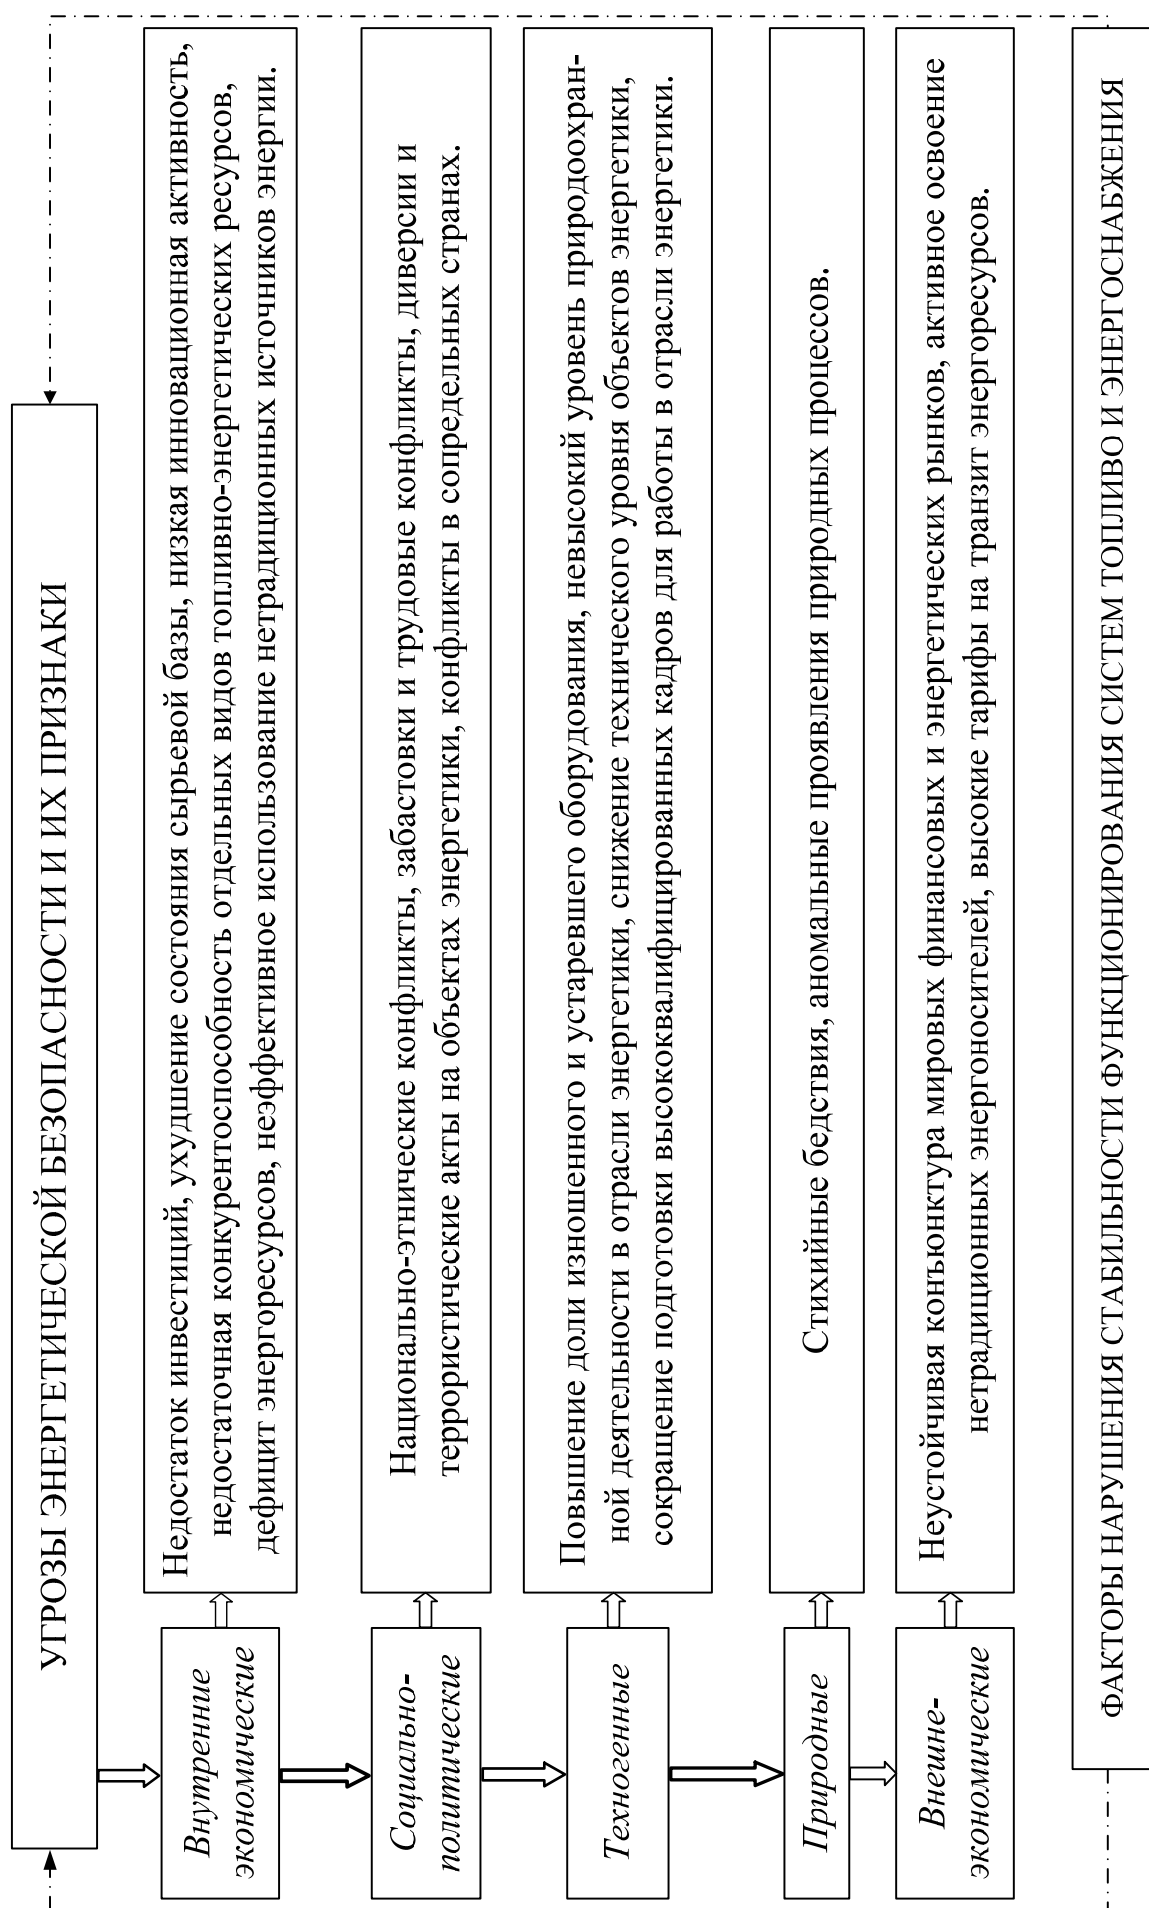 УГРОЗЫ ЭНЕРГЕТИЧЕСКОЙ БЕЗОПАСНОСТИ И ИХ ПРИЗНАКИ
Внутренние
экономические
Недостаток инвестиций, ухудшение состояния сырьевой базы, низкая инновационная активность,
недостаточная конкурентоспособность отдельных видов топливно-энергетических ресурсов,
дефицит энергоресурсов, неэффективное использование нетрадиционных источников энергии.
Социально-
политические
Национально-этнические конфликты, забастовки и трудовые конфликты, диверсии и
террористические акты на объектах энергетики, конфликты в сопредельных странах.
Техногенные
Повышение доли изношенного и устаревшего оборудования, невысокий уровень природоохран-
ной деятельности в отрасли энергетики, снижение технического уровня объектов энергетики,
сокращение подготовки высококвалифицированных кадров для работы в отрасли энергетики.
Природные
Стихийные бедствия, аномальные проявления природных процессов.
Внешне-
экономические
Неустойчивая конъюнктура мировых финансовых и энергетических рынков, активное освоение
нетрадиционных энергоносителей, высокие тарифы на транзит энергоресурсов.
ФАКТОРЫ НАРУШЕНИЯ СТАБИЛЬНОСТИ ФУНКЦИОНИРОВАНИЯ СИСТЕМ ТОПЛИВО И ЭНЕРГОСНАБЖЕНИЯ